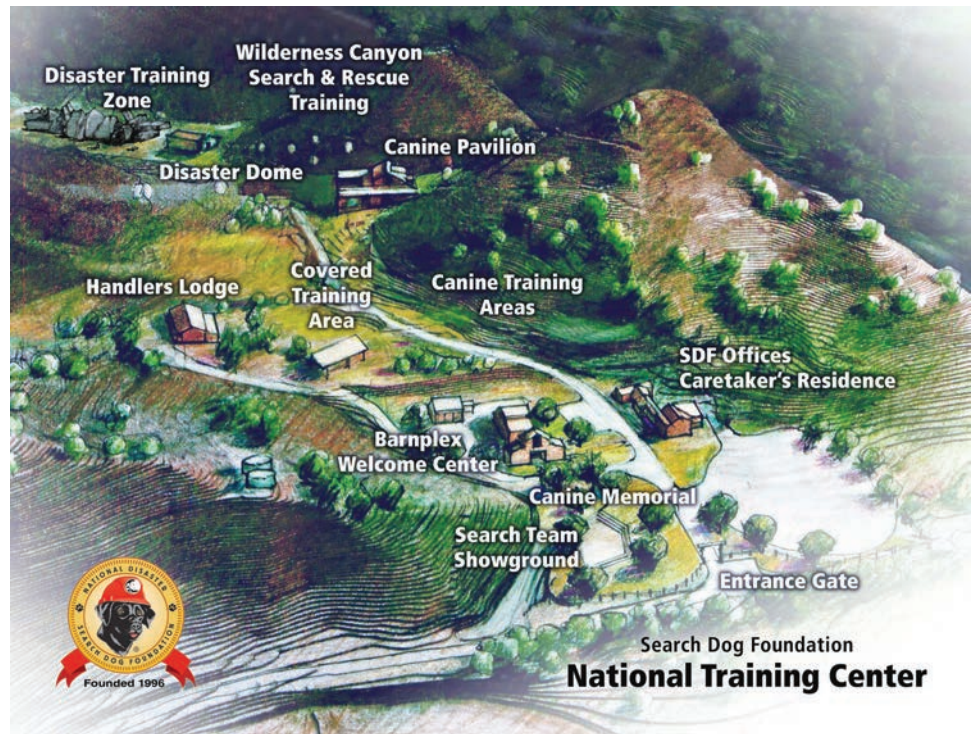 Wilderness Canyon
Search & Rescue
Training
Disaster Training
Zone
Canine Pavilion
Disaster Dome
Handlers Lodge
Covered
Training
Area
Canine Training
Areas
SDF Offices
Caretaker's Residence
Barnplex
Welcome Center
Canine Memorial
Search Team
Showground
Entrance Gate
NATIONAL DISASTER
SEARCH DOG FOUNDATION
Founded 1996
Search Dog Foundation
National Training Center